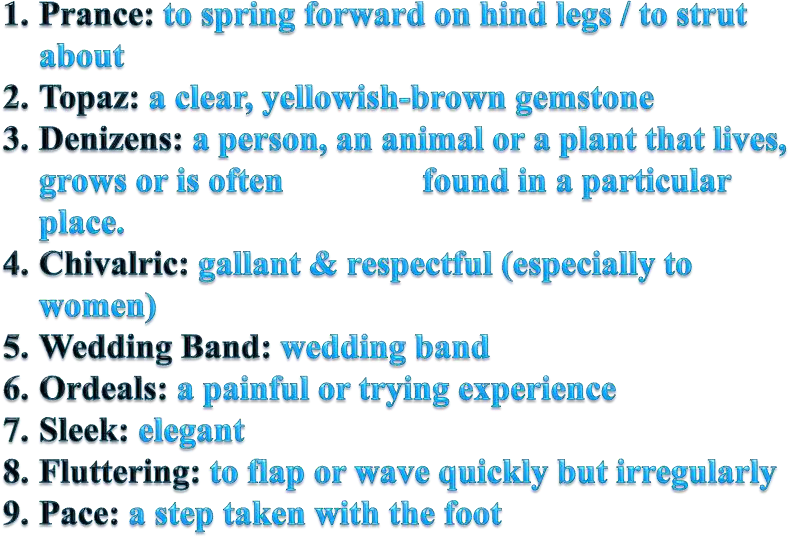 1. Prance: to spring forward on hind legs / to strut
about
2. Topaz: a clear, yellowish-brown gemstone
3. Denizens: a person, an animal or a plant that lives,
grows or is often found in a particular
place.
4. Chivalric: gallant & respectful (especially to
women)
5. Wedding Band: wedding band
6. Ordeals: a painful or trying experience
7. Sleek: elegant
8. Fluttering: to flap or wave quickly but irregularly
9. Pace: a step taken with the foot